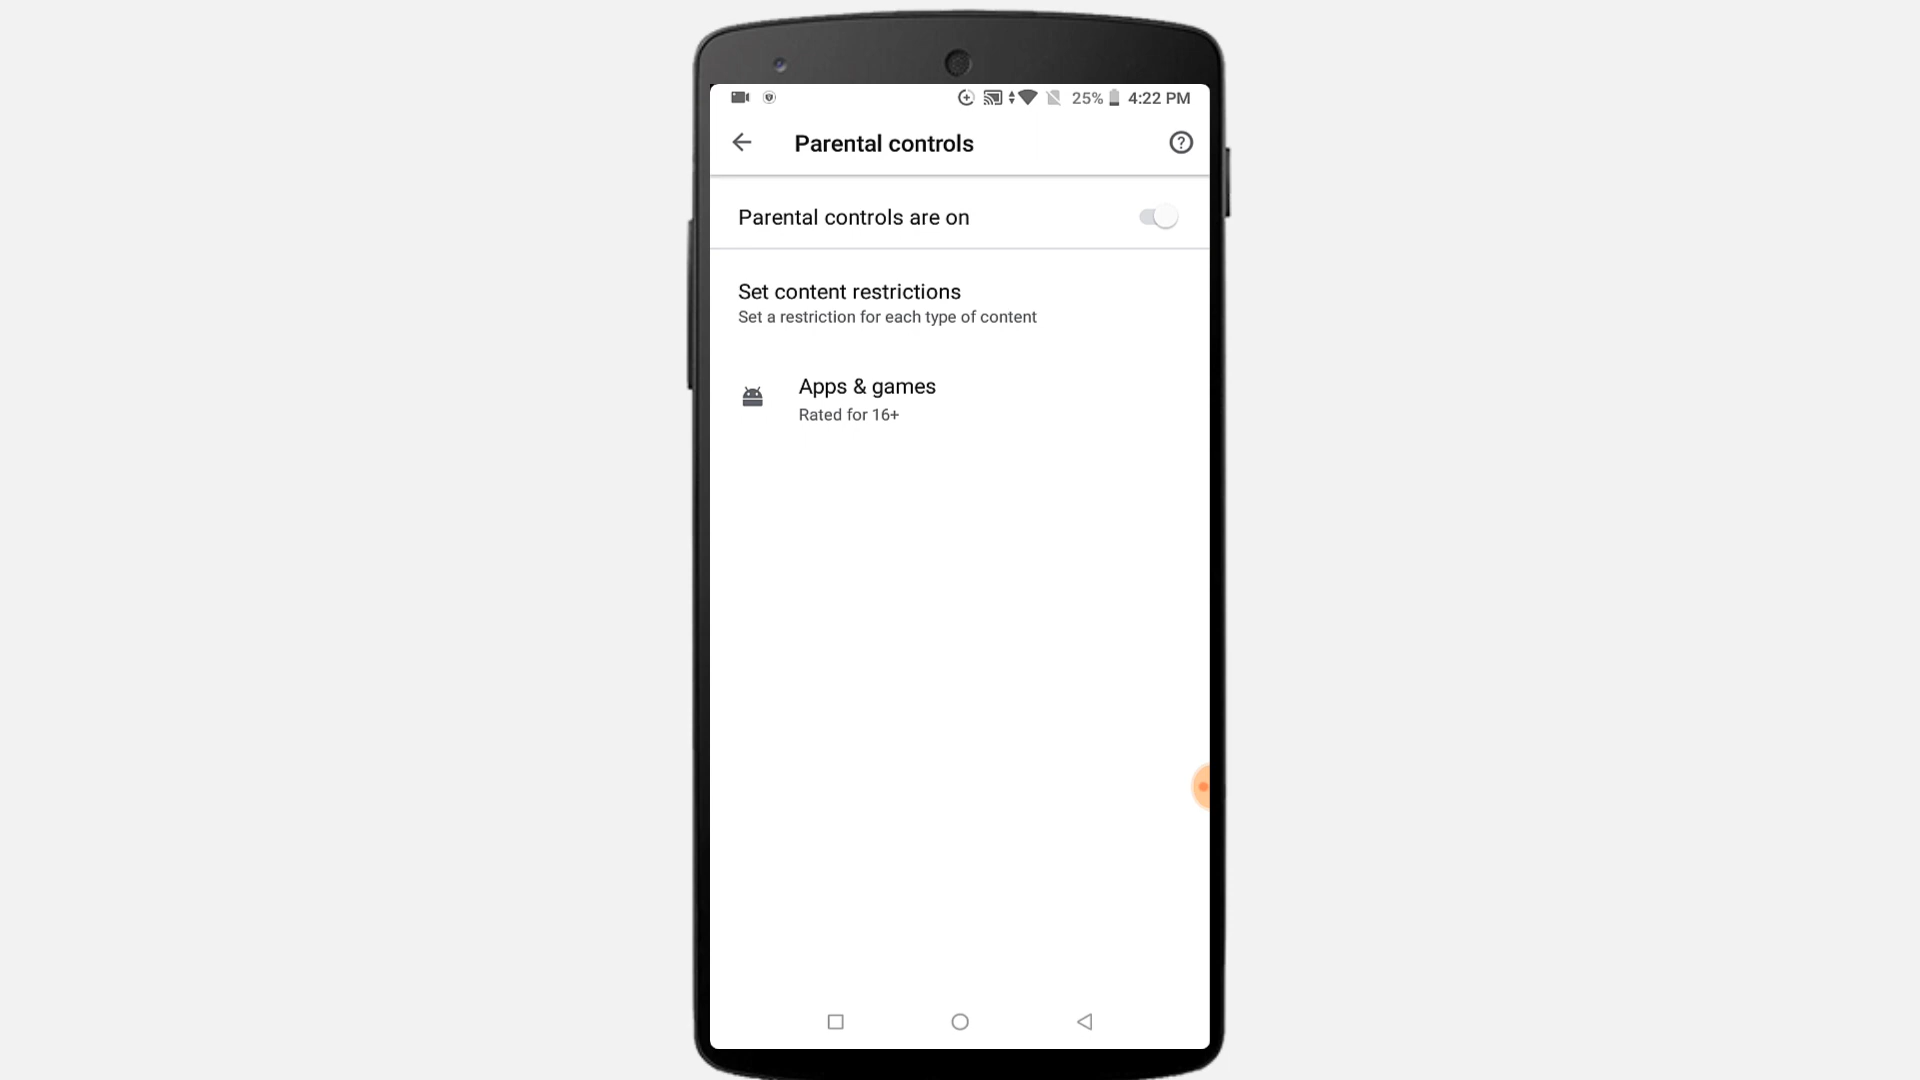 25% 4:22 PM
Parental controls
Parental controls are on
Set content restrictions
Set a restriction for each type of content
Apps & games
Rated for 16+